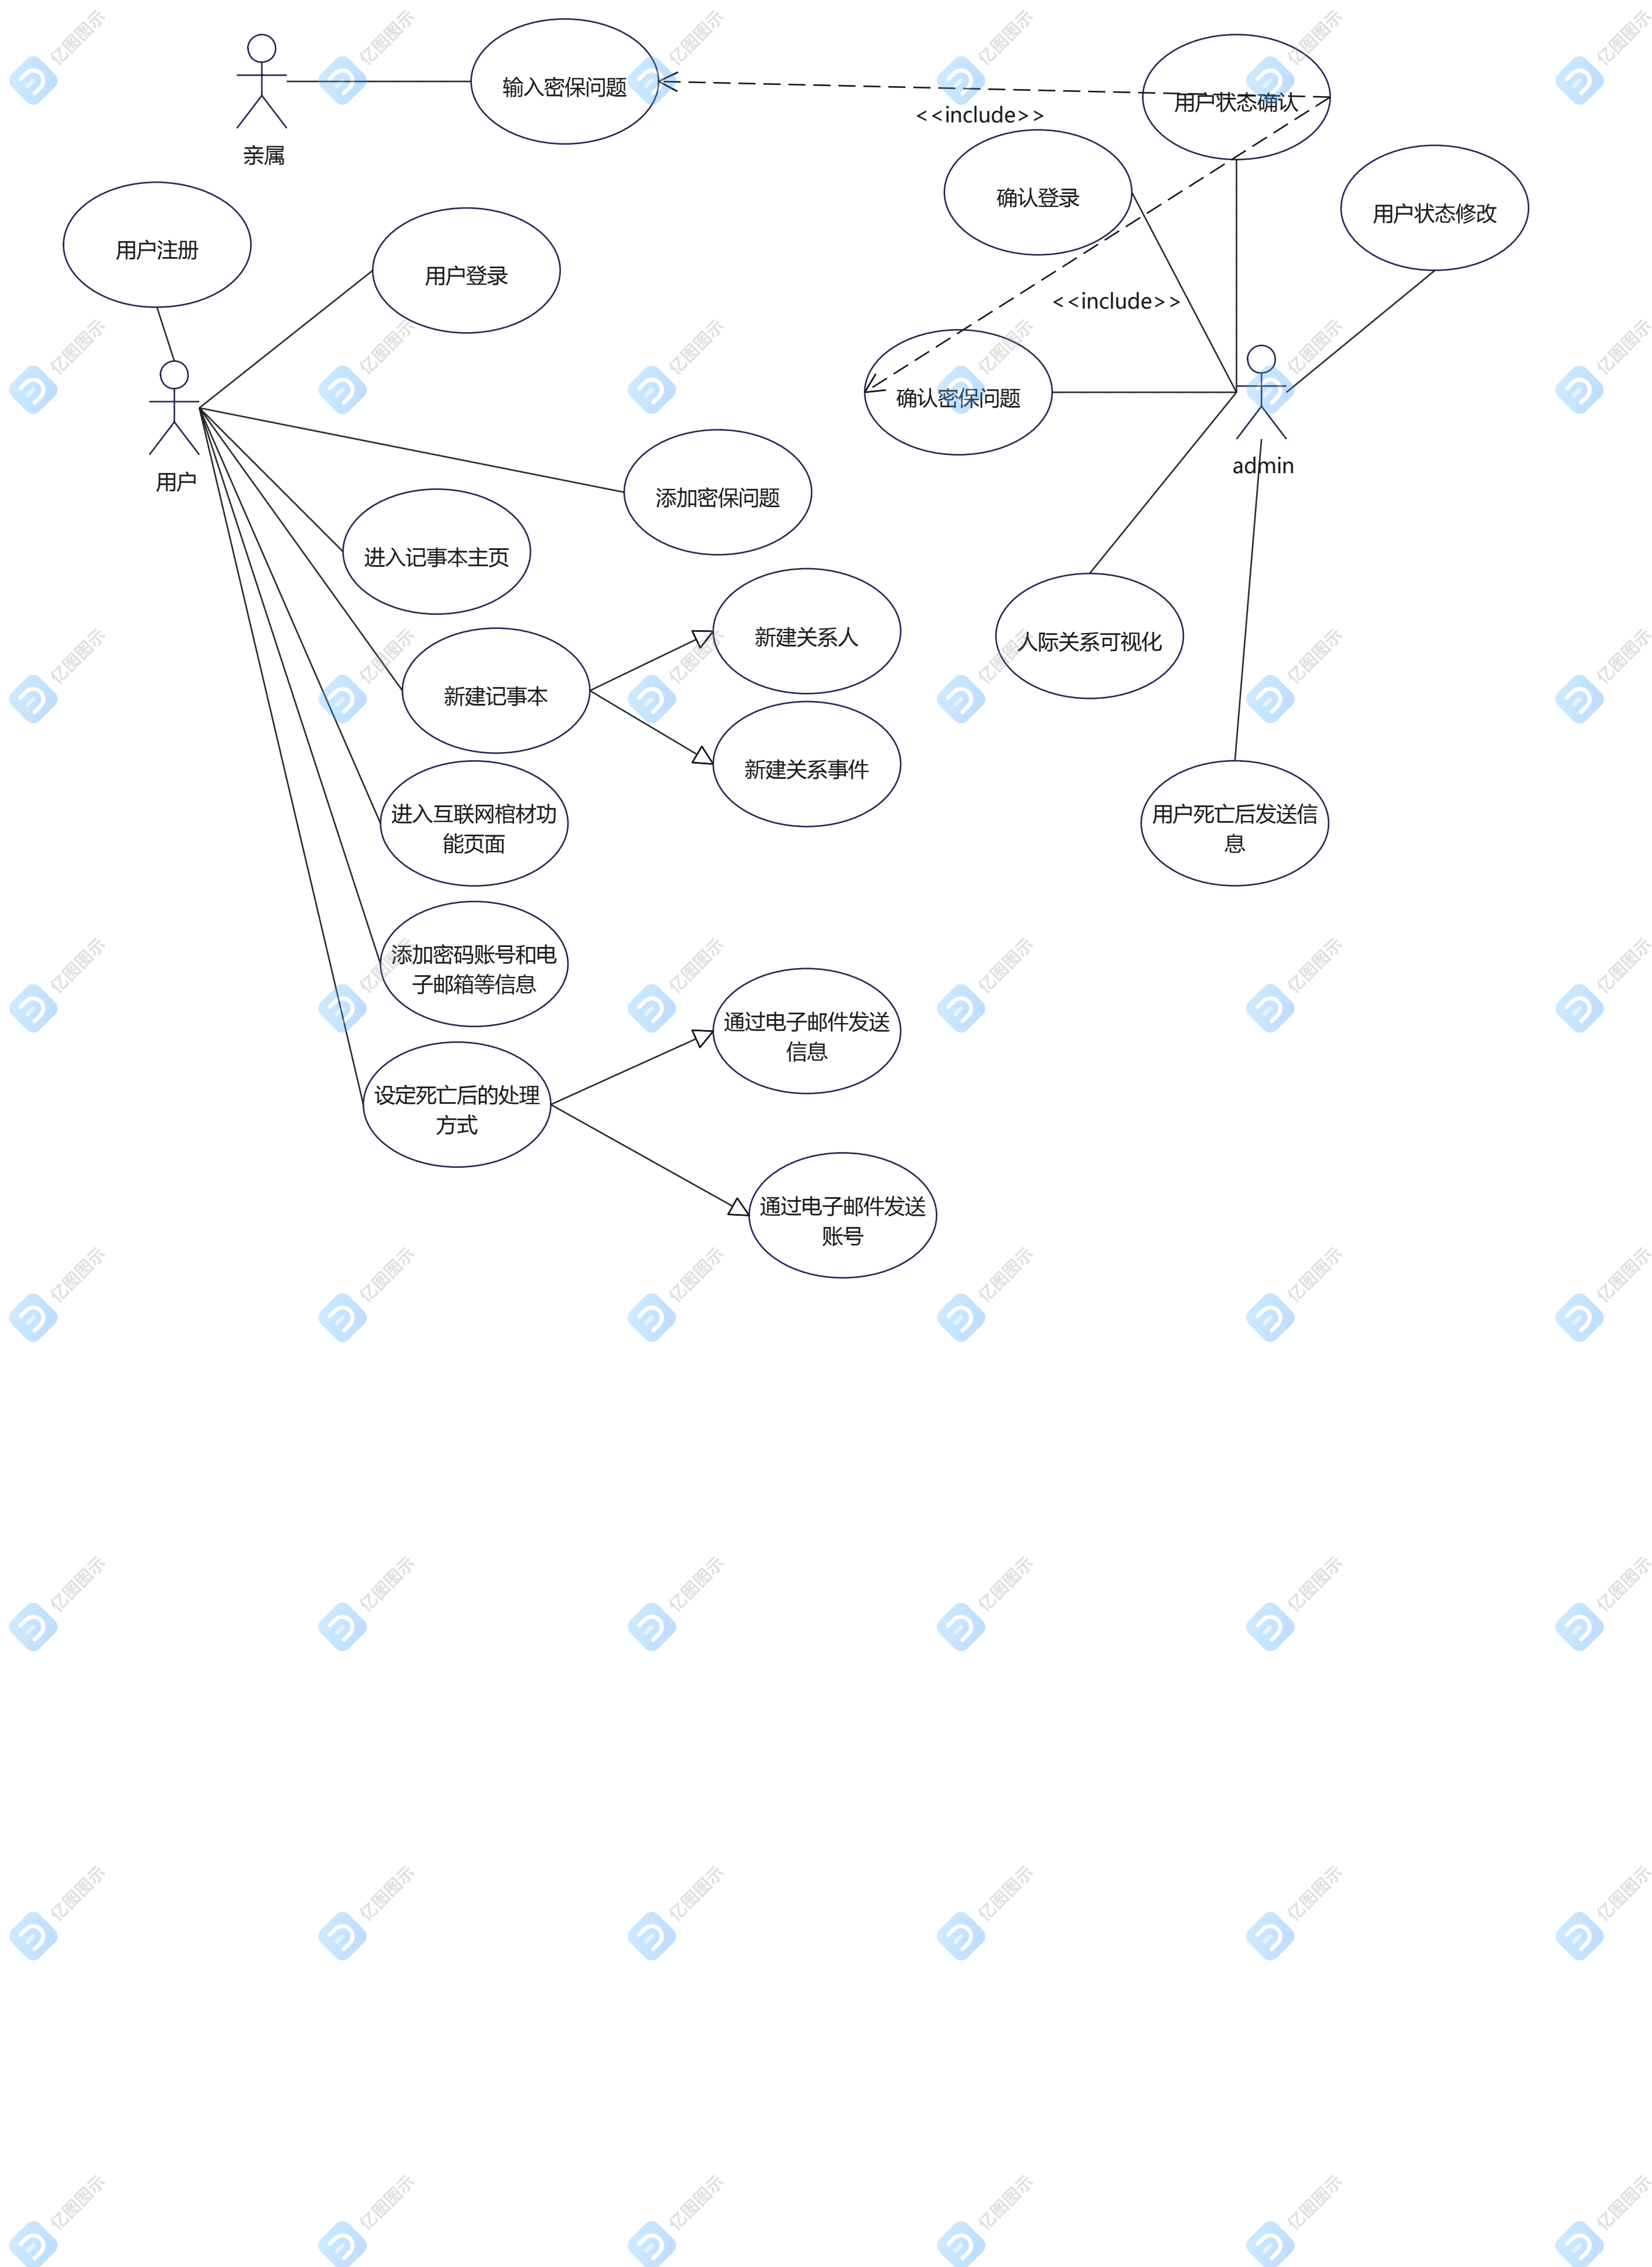 亲属
输入密保问题
<<include>>
用户状态确认
确认登录
用户状态修改
用户注册
用户登录
<<include>>
确认密保问题
admin
用户
添加密保问题
进入记事本主页
新建关系人
人际关系可视化
新建记事本
新建关系事件
进入互联网棺材功
能页面
用户死亡后发送信
息
添加密码账号和电
子邮箱等信息
通过电子邮件发送
信息
设定死亡后的处理
方式
通过电子邮件发送
账号
亿图图示